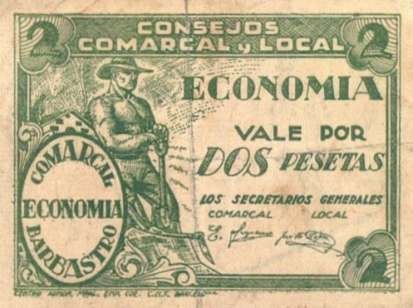 2 CONSEJOS 2
COMARCAL y LOCAL
ECONOMIA
VALE POR
DOS PESETAS
COMARCAL
ECONOMIA
BARBASTRO
LOS SECRETARIOS GENERALES
COMARCAL LOCAL
2 2